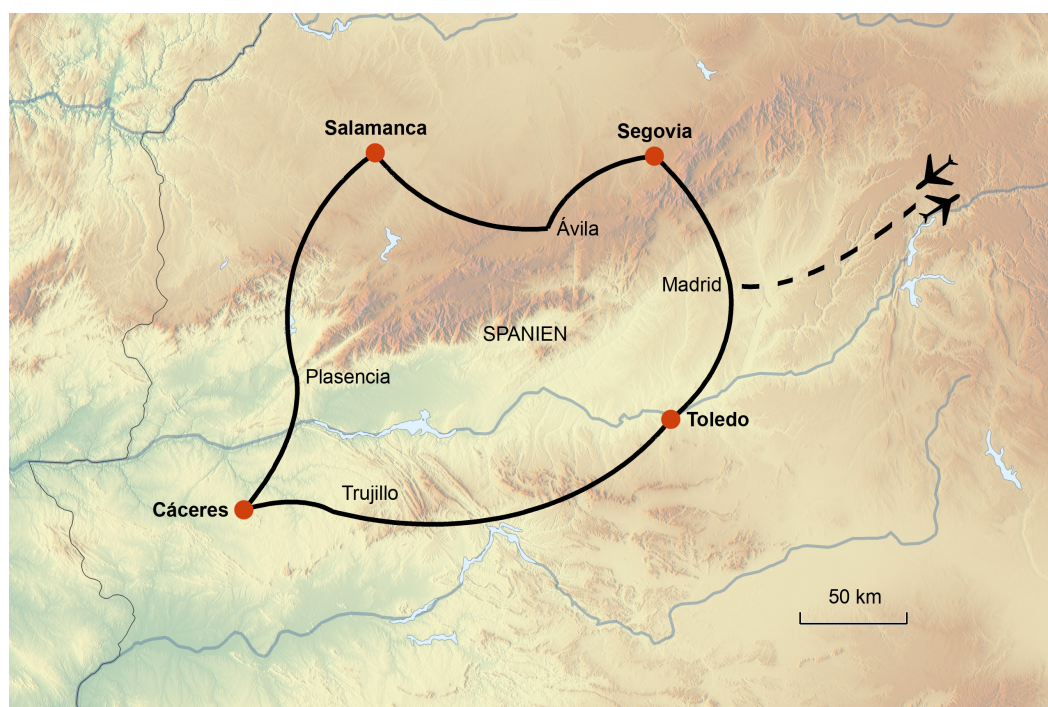 Salamanca
Segovia
Ávila
Madrid
SPANIEN
Plasencia
Toledo
Trujillo
Cáceres
50 km